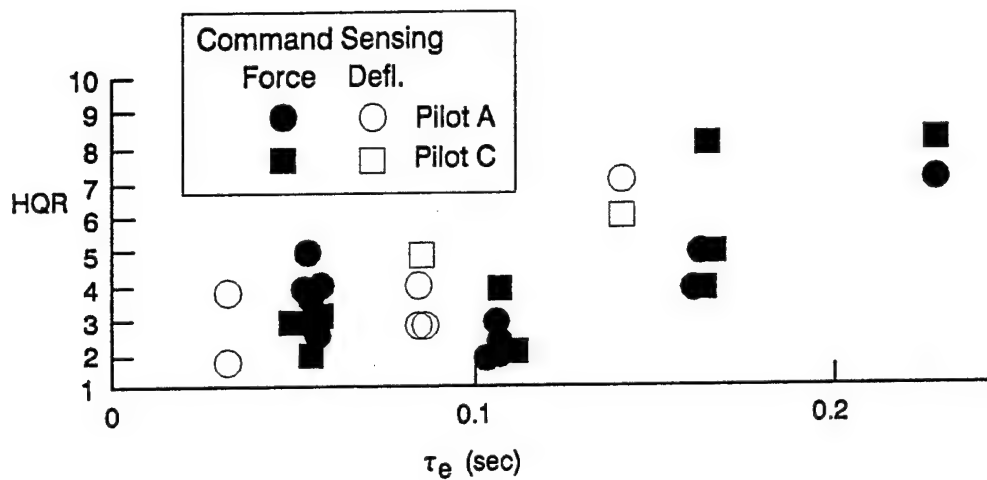 Command Sensing
Force Defl.
Pilot A
Pilot C
10
9
8
7
6
5
4
3
2
1
HQR
0 0.1 0.2
τe (sec)